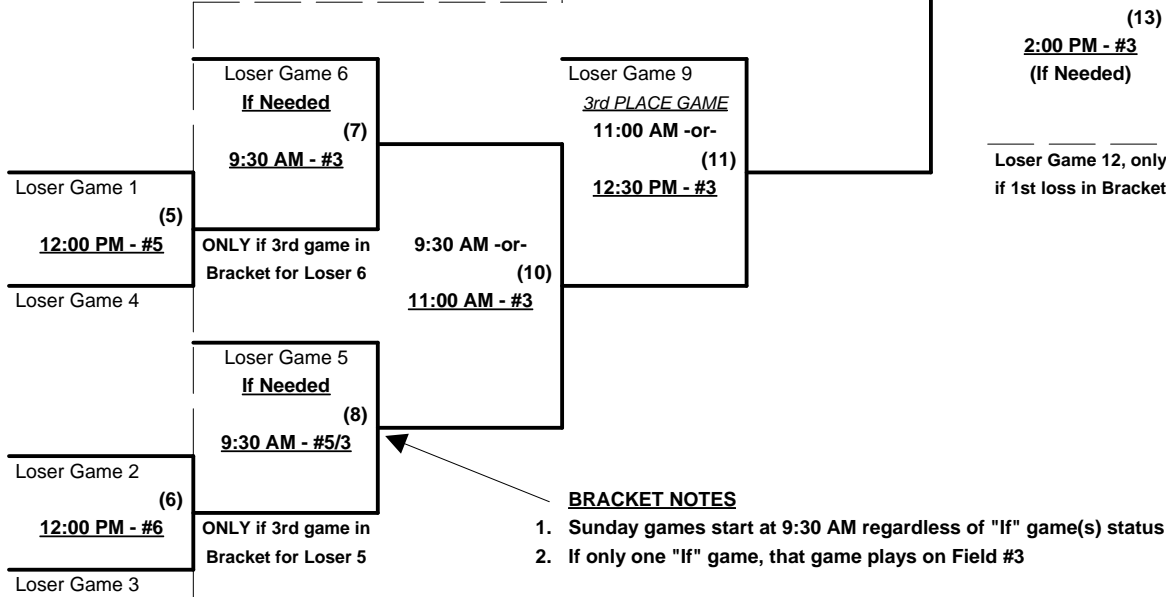 (13)
2:00 PM - #3
(If Needed)
Loser Game 12, only
if 1st loss in Bracket
Loser Game 6
If Needed
(7)
9:30 AM - #3
Loser Game 9
3rd PLACE GAME
11:00 AM -or-
(11)
12:30 PM - #3
Loser Game 1
(5)
12:00 PM - #5
Loser Game 4
ONLY if 3rd game in
Bracket for Loser 6
9:30 AM -or-
(10)
11:00 AM - #3
Loser Game 5
If Needed
(8)
9:30 AM - #5/3
Loser Game 2
(6)
12:00 PM - #6
Loser Game 3
ONLY if 3rd game in
Bracket for Loser 5
BRACKET NOTES
1. Sunday games start at 9:30 AM regardless of "If" game(s) status
2. If only one "If" game, that game plays on Field #3